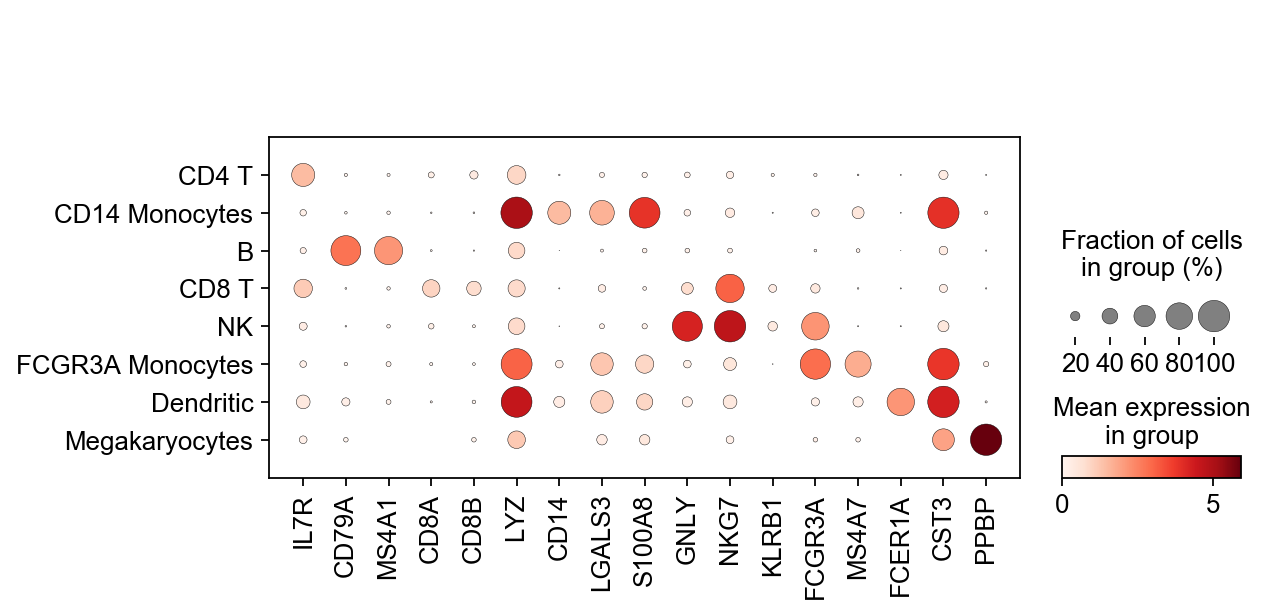 CD4 T
CD14 Monocytes
B
CD8 T
NK
FCGR3A Monocytes
Dendritic
Megakaryocytes
IL7R
CD79A
MS4A1
CD8A
CD8B
LYZ
CD14
LGALS3
S100A8
GNLY
NKG7
KLRB1
FCGR3A
MS4A7
FCER1A
CST3
PPBP
Fraction of cells
in group (%)
20 40 60 80 100
Mean expression
in group
0 5